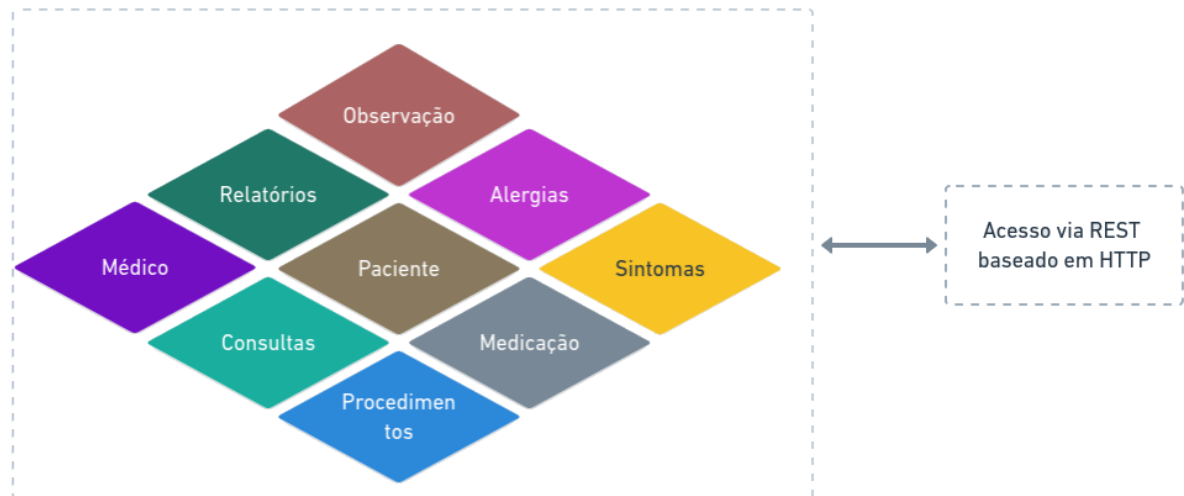 Observação
Relatórios
Alergias
Médico
Paciente
Sintomas
Consultas
Medicação
Procedimen
tos
Acesso via REST
baseado em HTTP